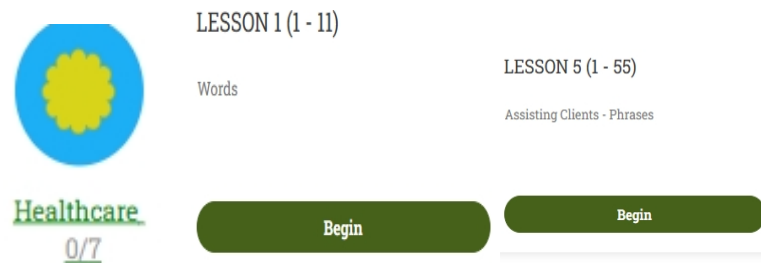 Healthcare
0/7
LESSON 1 (1 - 11)
Words
Begin
LESSON 5 (1 - 55)
Assisting Clients - Phrases
Begin